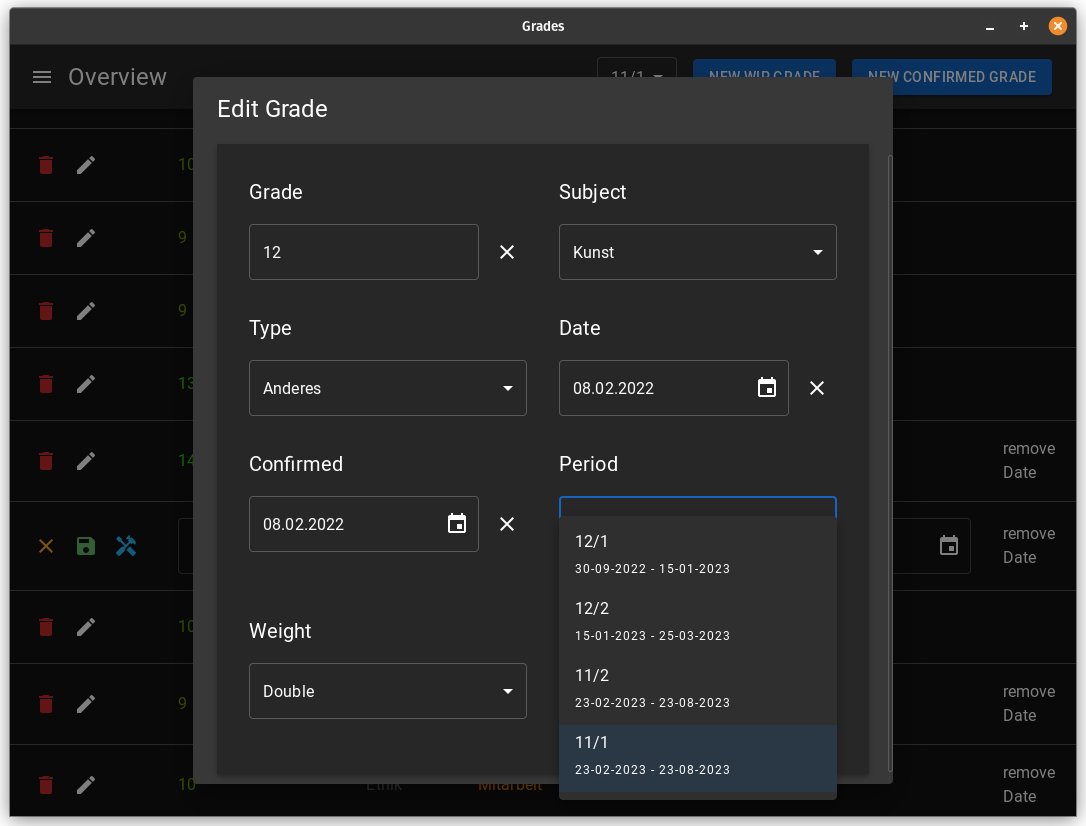 Grades
Overview
11/1
NEW WIP GRADE
NEW CONFIRMED GRADE
Edit Grade
Grade
Subject
12
Kunst
Type
Date
Anderes
08.02.2022
Confirmed
Period
08.02.2022
12/1
30-09-2022 - 15-01-2023
12/2
15-01-2023 - 25-03-2023
11/2
23-02-2023 - 23-08-2023
11/1
23-02-2023 - 23-08-2023
Weight
Double
10
9
9
13
14
remove
Date
remove
Date
10
9
remove
Date
10
Ethik
Mitarbeit
remove
Date